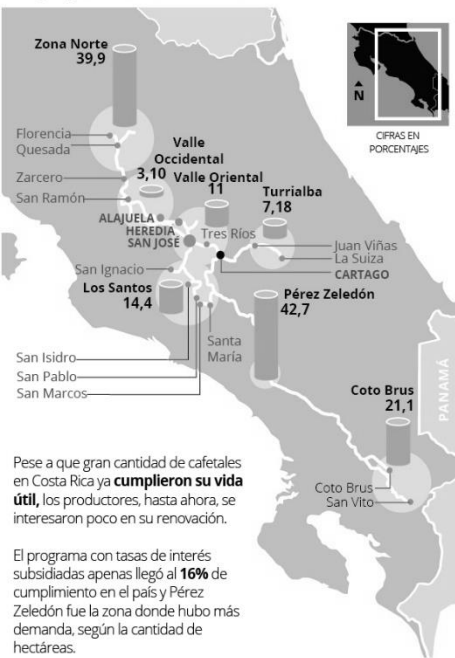 Zona Norte
39,9
N
CIFRAS EN
PORCENTAJES
Florencia
Quesada
Zarcero
San Ramón
Valle
Occidental
3,10
Valle Oriental
11
Turrialba
7,18
ALAJUELA
HEREDIA
SAN JOSÉ
Tres Ríos
Juan Viñas
La Suiza
CARTAGO
San Ignacio
Los Santos
14,4
Pérez Zeledón
42,7
Santa
María
San Isidro
San Pablo
San Marcos
Coto Brus
21,1
PANAMÁ
Coto Brus
San Vito
Pese a que gran cantidad de cafetales
en Costa Rica ya cumplieron su vida
útil, los productores, hasta ahora, se
interesaron poco en su renovación.
El programa con tasas de interés
subsidiadas apenas llegó al 16% de
cumplimiento en el país y Pérez
Zeledón fue la zona donde hubo más
demanda, según la cantidad de
hectáreas.